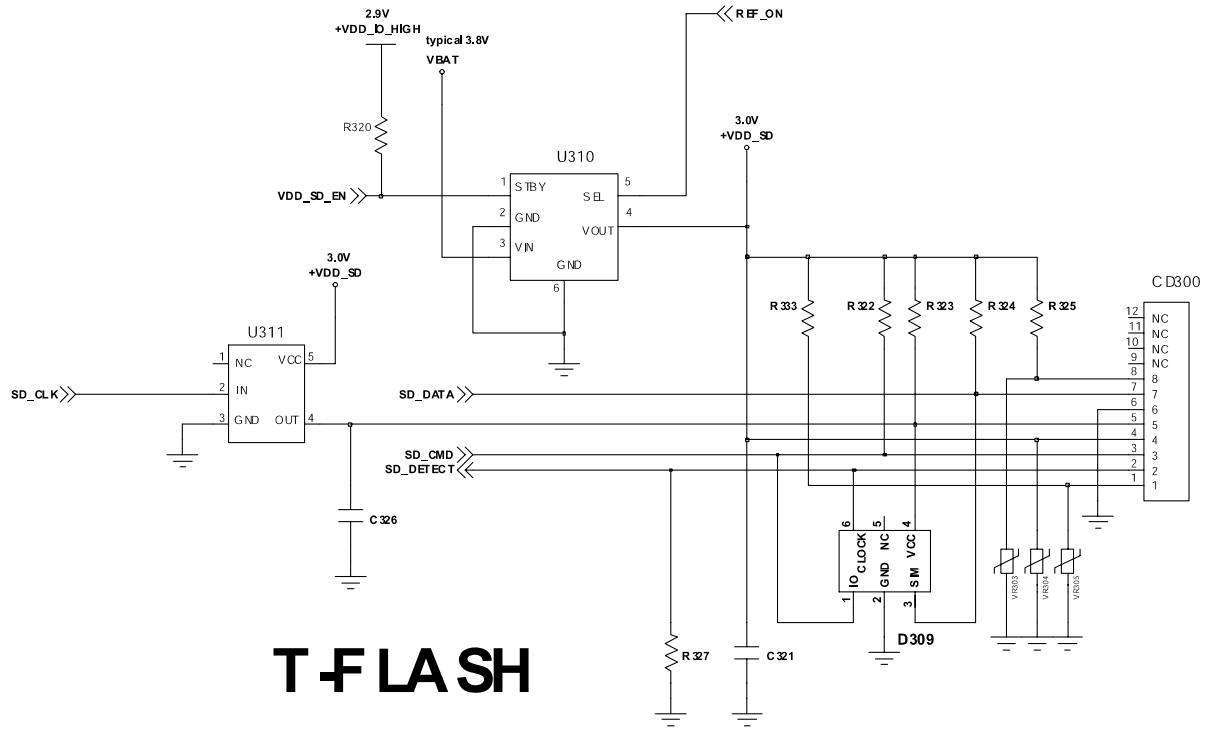 2.9V
+VDD_IO_HIGH
typical 3.8V
VBAT
REF_ON
R320
3.0V
+VDD_SD
U310
VDD_SD_EN
1
STBY
5
SEL
2
GND
4
VOUT
3
VIN
GND
6
3.0V
+VDD_SD
U311
1
NC
VCC
5
2
IN
3
GND
OUT
4
SD_CLK
R333
R322
R323
R324
R325
CD300
12
NC
11
NC
10
NC
9
NC
8
8
7
7
6
6
5
5
4
4
3
3
2
2
1
1
SD_DATA
SD_CMD
SD_DETECT
C326
6
5
4
CLOCK
NC
VCC
IO
GND
SIM
1
2
3
D309
VR303
VR304
VR305
R327
C321
T-FLASH